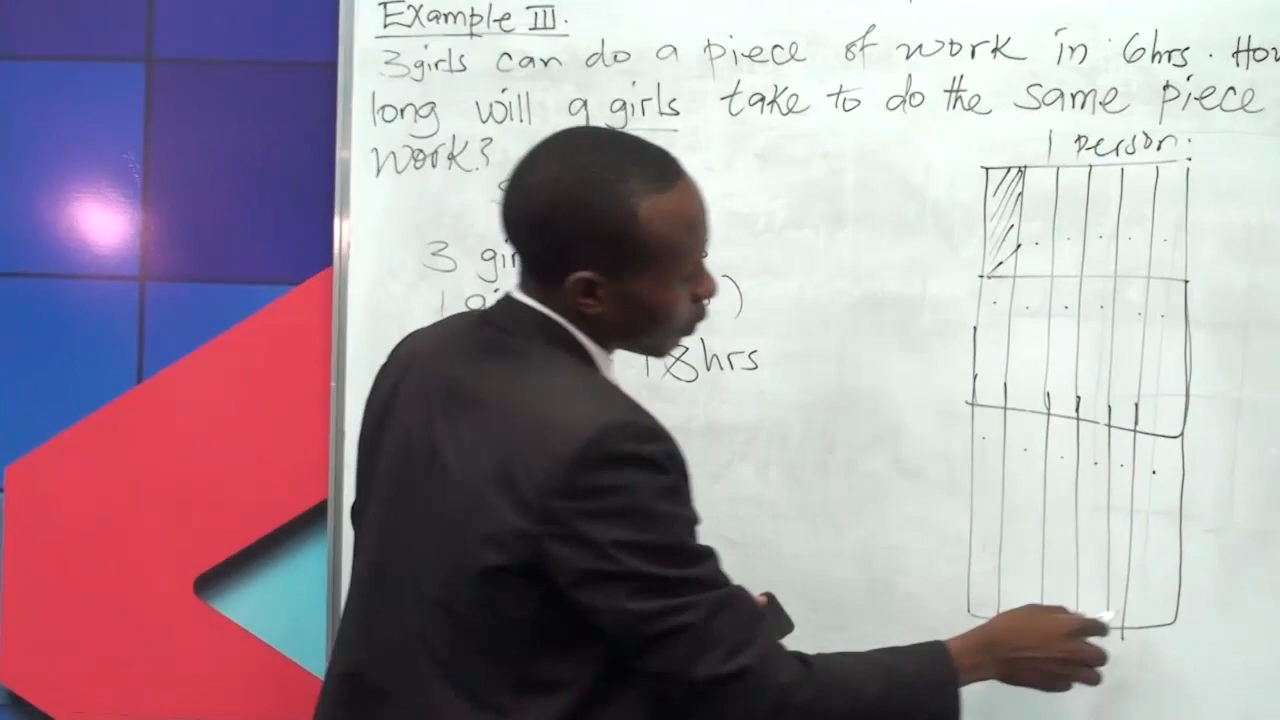 Example III.
3girls can do a piece of work in 6hrs. How
long will 9 girls take to do the same piece
work?
1 person:
3
1
)
18hrs